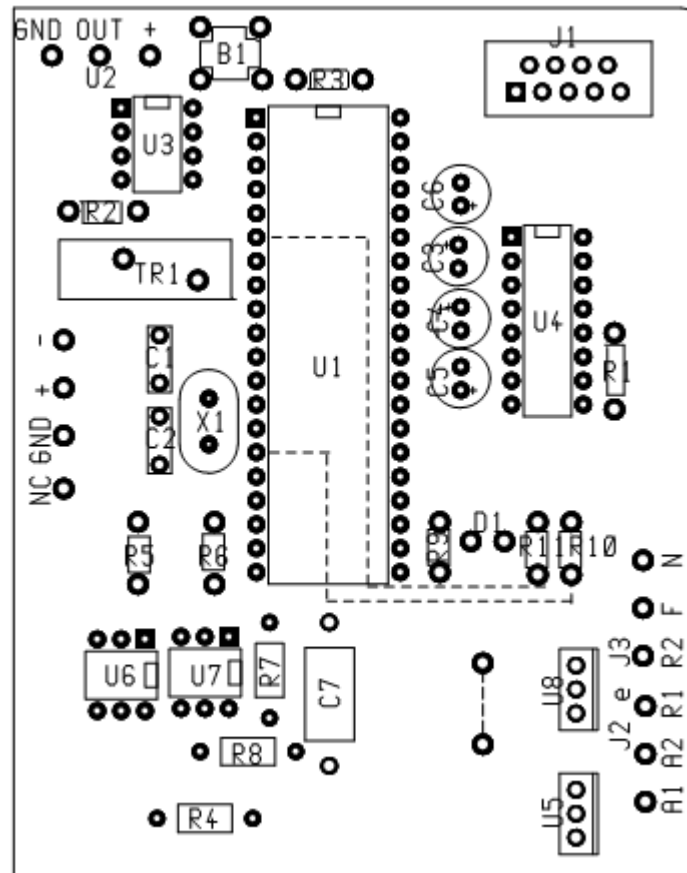 GND OUT +
U2
B1
R3
J1
U3
R2
TR1
C6
C3
C4
C5
U4
R1
U1
-
+
GND
NC
C1
C2
X1
R5
R6
R9
D1
R11
R10
N
F
R2
R1
A2
A1
J3
e
J2
U6
U7
R7
C7
U8
R8
R4
U5